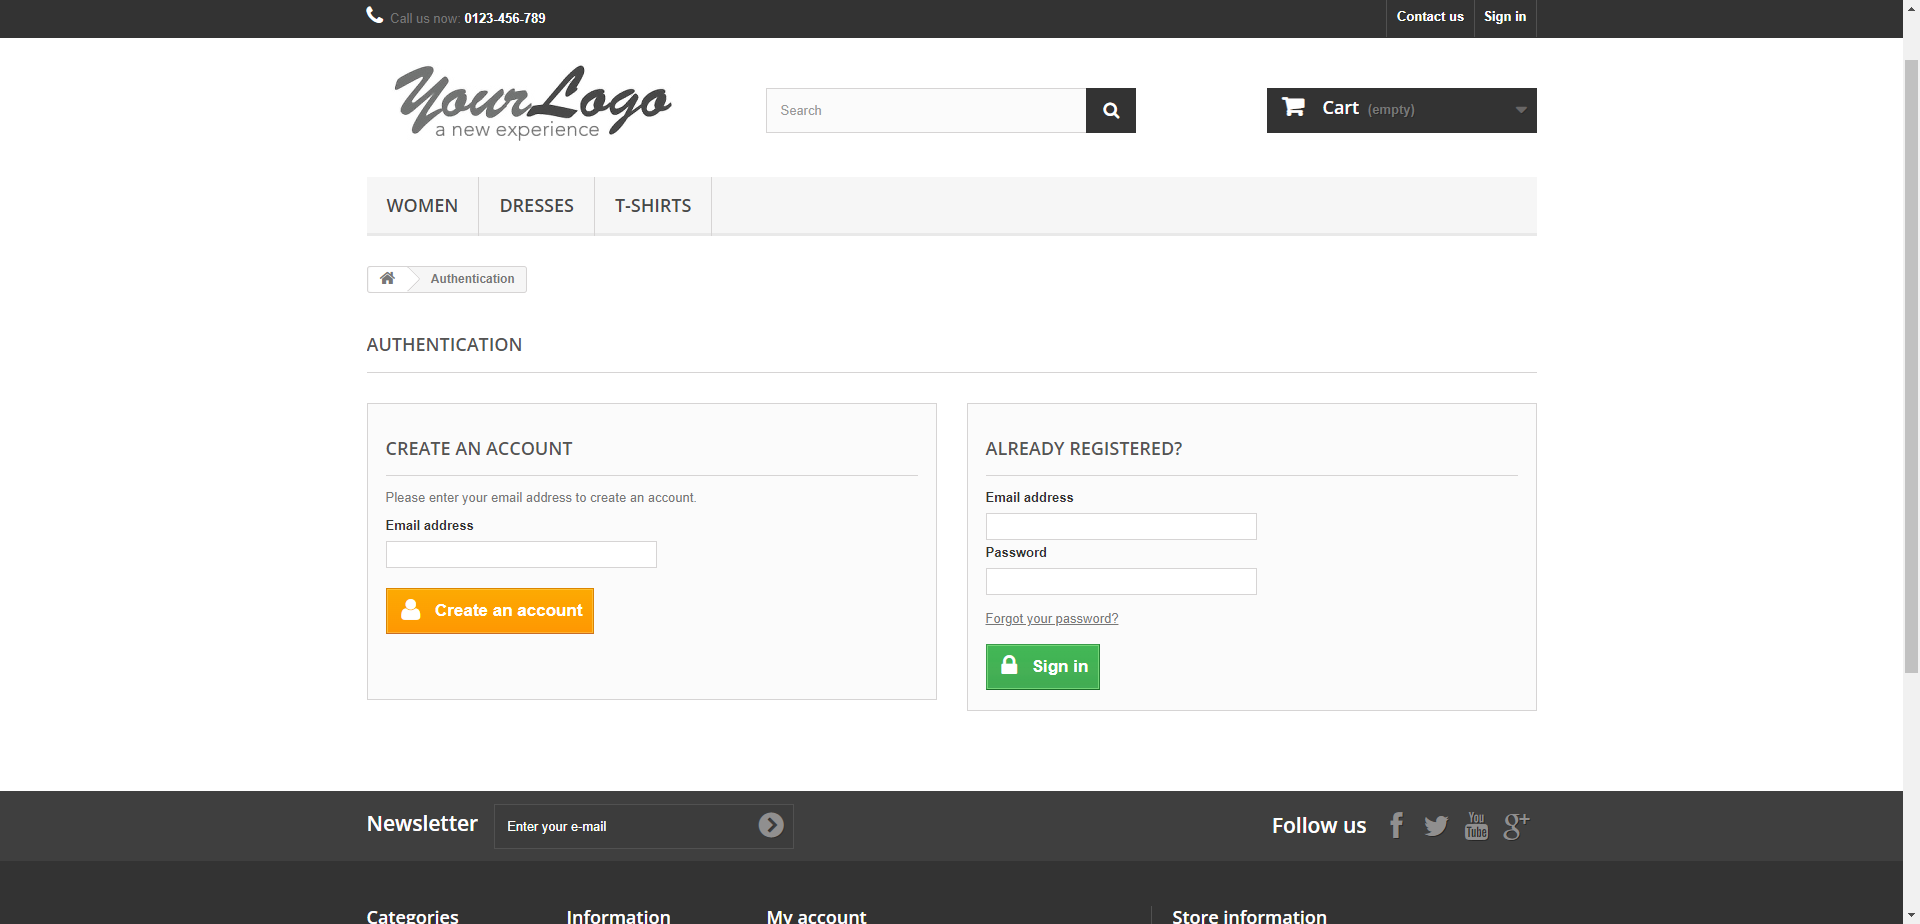 Call us now: 0123-456-789
Contact us
Sign in
Your Logo
a new experience
Search
Cart (empty)
WOMEN
DRESSES
T-SHIRTS
Authentication
AUTHENTICATION
CREATE AN ACCOUNT
Please enter your email address to create an account.
Email address
Create an account
ALREADY REGISTERED?
Email address
Password
Forgot your password?
Sign in
Newsletter
Enter your e-mail
Follow us
f
You
Tube
g+
Categories
Information
My account
Store information